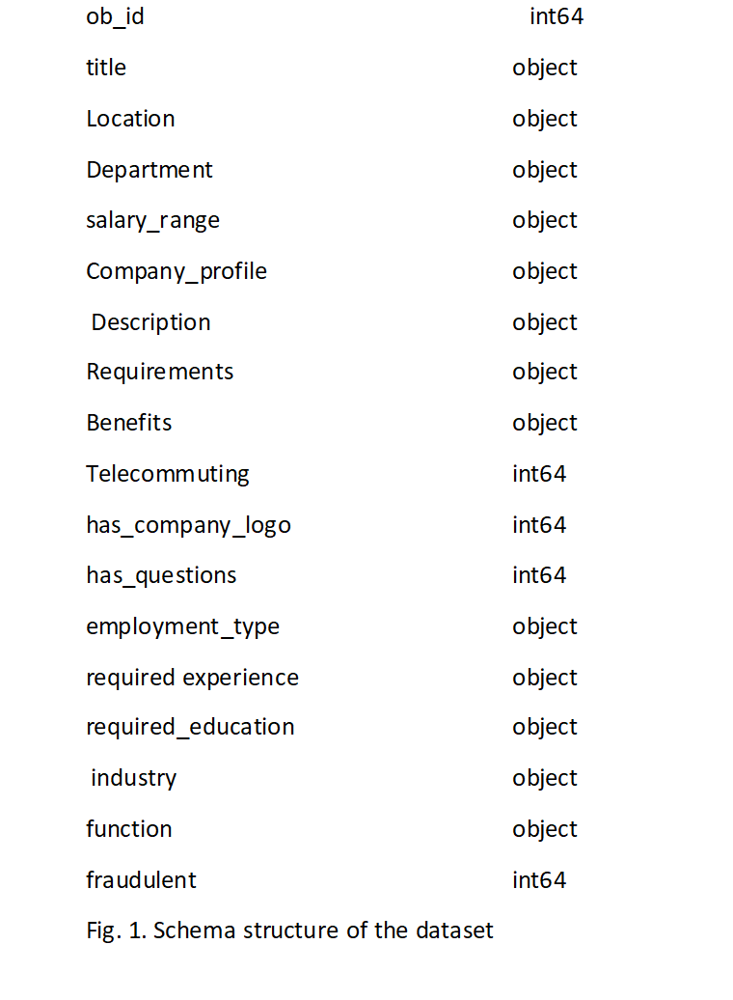 ob_id int64
title object
Location object
Department object
salary_range object
Company_profile object
Description object
Requirements object
Benefits object
Telecommuting int64
has_company_logo int64
has_questions int64
employment_type object
required experience object
required_education object
industry object
function object
fraudulent int64
Fig. 1. Schema structure of the dataset